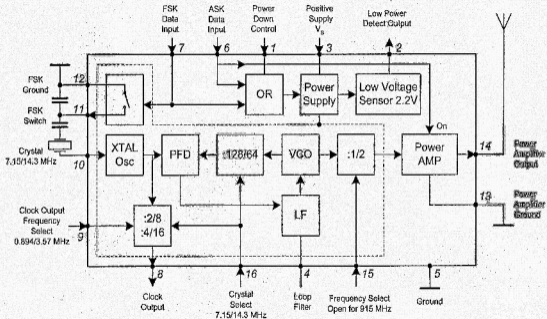 FSK
Data
Input
ASK
Data
Input
Power
Down
Control
Positive
Supply
Vs
Low Power
Detect Output
7
6
1
3
2
FSK
Ground
12
FSK
Switch
11
OR
Power
Supply
Low Voltage
Sensor 2.2V
On
Crystal
7.15/14.3 MHz
10
XTAL
Osc
PFD
:128/64
VCO
:1/2
Power
AMP
14
Power
Amplifier
Output
13
Power
Amplifier
Ground
Clock Output
Frequency
Select
0.894/3.57 MHz
9
:2/8
:4/16
LF
8
16
4
15
5
Clock
Output
Crystal
Select
7.15/14.3 MHz
Loop
Filter
Frequency Select
Open for 915 MHz
Ground